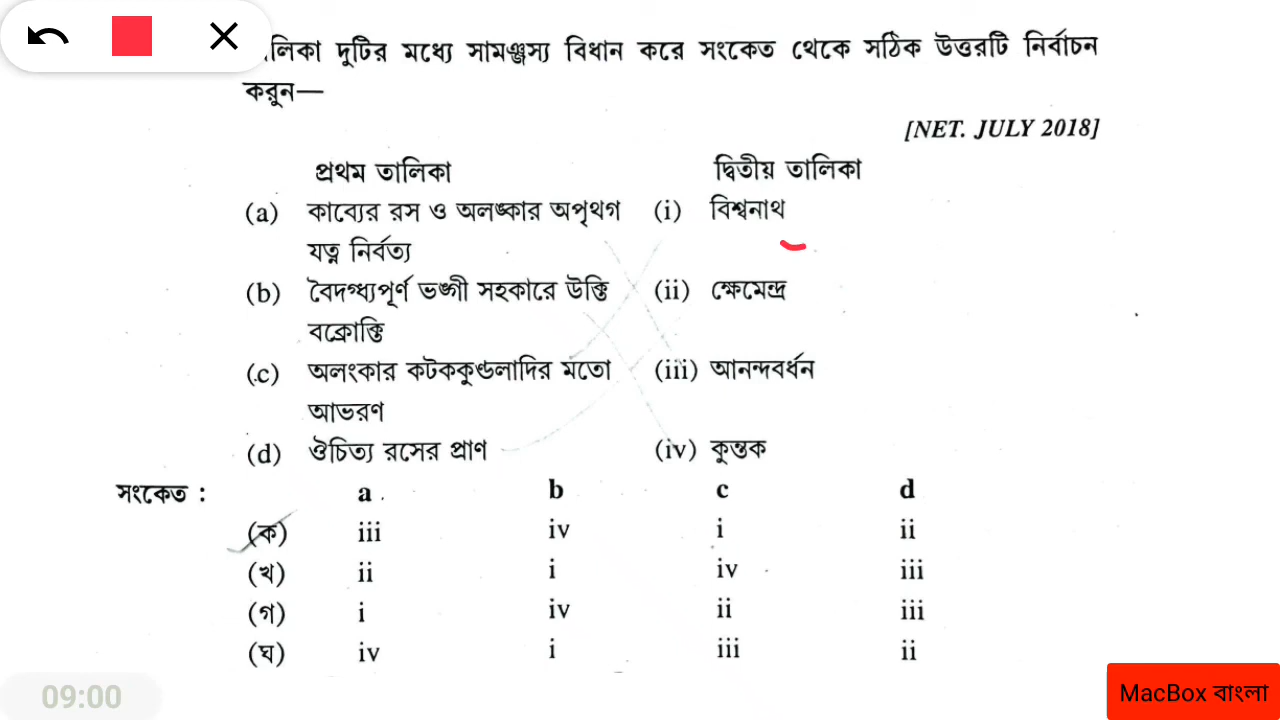 লিকা দুটির মধ্যে সামঞ্জস্য বিধান করে সংকেত থেকে সঠিক উত্তরটি নির্বাচন
করুন—
[NET. JULY 2018]
প্রথম তালিকা দ্বিতীয় তালিকা
(a) কাব্যের রস ও অলঙ্কার অপৃথগ (i) বিশ্বনাথ
যত্ন নির্বত্য
(b) বৈদগ্ধ্যপূর্ণ ভঙ্গী সহকারে উক্তি (ii) ক্ষেমেন্দ্র
বক্রোক্তি
(c) অলংকার কটককুণ্ডলাদির মতো (iii) আনন্দবর্ধন
আভরণ
(d) ঔচিত্য রসের প্রাণ (iv) কুন্তক
সংকেত : a b c d
(ক) iii iv i ii
(খ) ii i iv iii
(গ) i iv ii iii
(ঘ) iv i iii ii
09:00
MacBox বাংলা